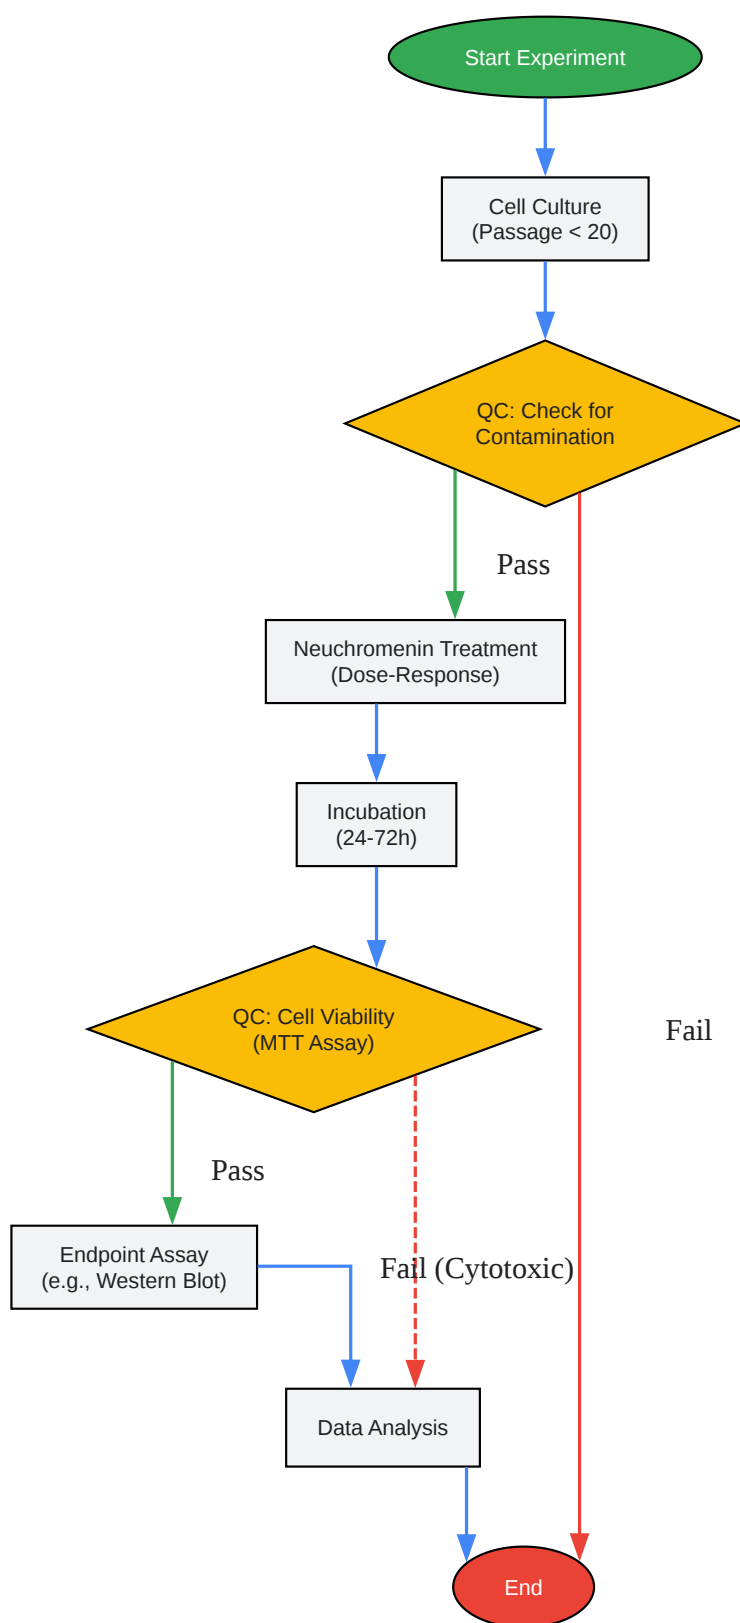 Start Experiment
Cell Culture
(Passage < 20)
QC: Check for
Contamination
Pass
Neuchromenin Treatment
(Dose-Response)
Incubation
(24-72h)
QC: Cell Viability
(MTT Assay)
Fail
Pass
Endpoint Assay
(e.g., Western Blot)
Fail (Cytotoxic)
Data Analysis
End